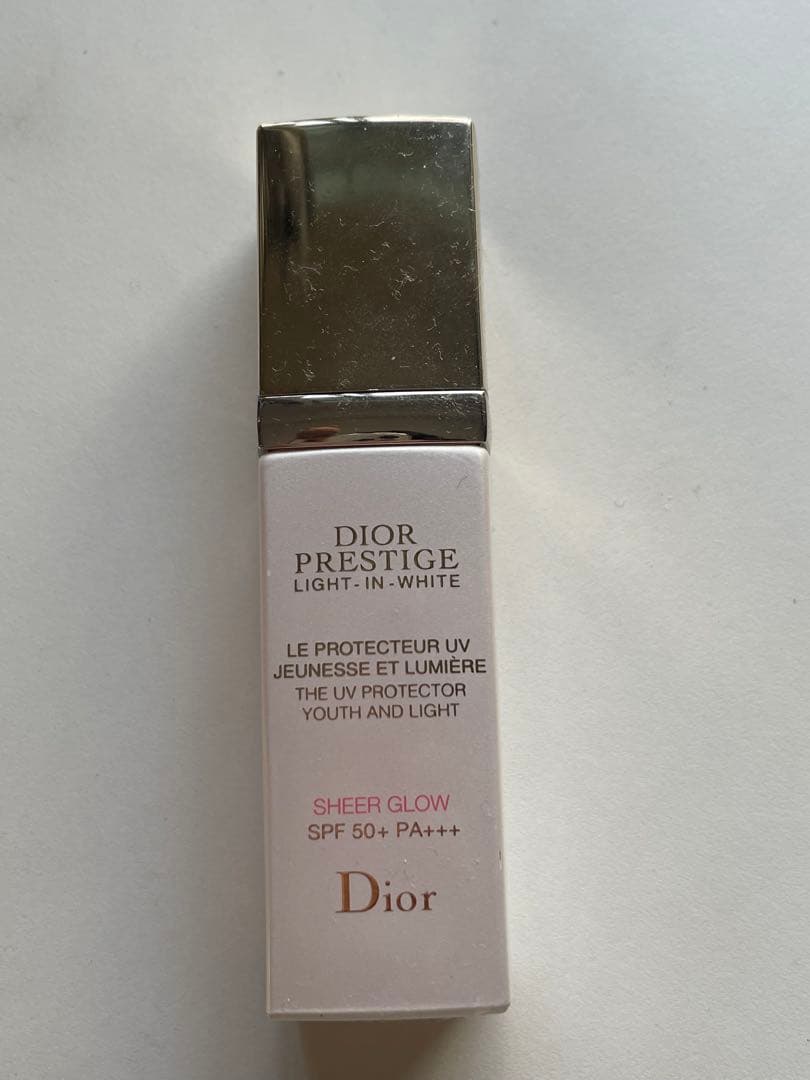 DIOR
PRESTIGE
LIGHT-IN-WHITE
LE PROTECTEUR UV
JEUNESSE ET LUMIÈRE
THE UV PROTECTOR
YOUTH AND LIGHT
SHEER GLOW
SPF 50+ PA+++
Dior